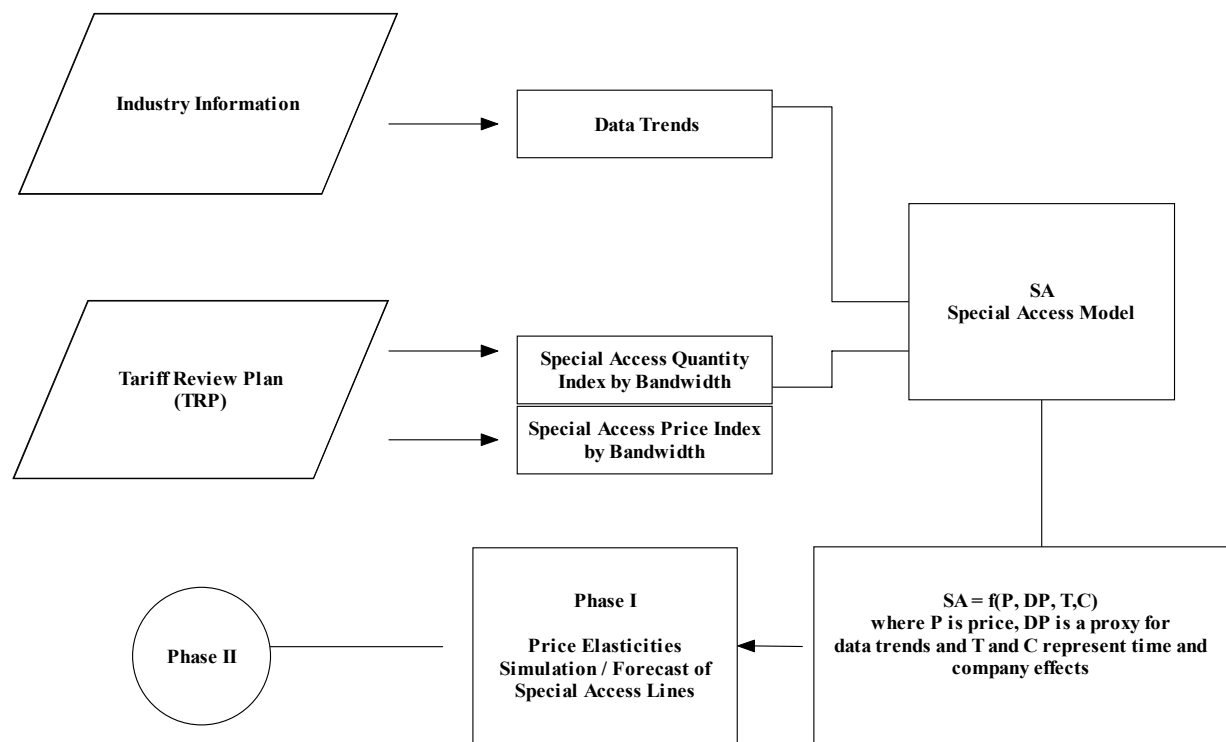 Industry Information
Data Trends
SA
Special Access Model
Tariff Review Plan
(TRP)
Special Access Quantity
Index by Bandwidth
Special Access Price Index
by Bandwidth
Phase II
Phase I
Price Elasticities
Simulation / Forecast of
Special Access Lines
SA = f(P, DP, T,C)
where P is price, DP is a proxy for
data trends and T and C represent time and
company effects